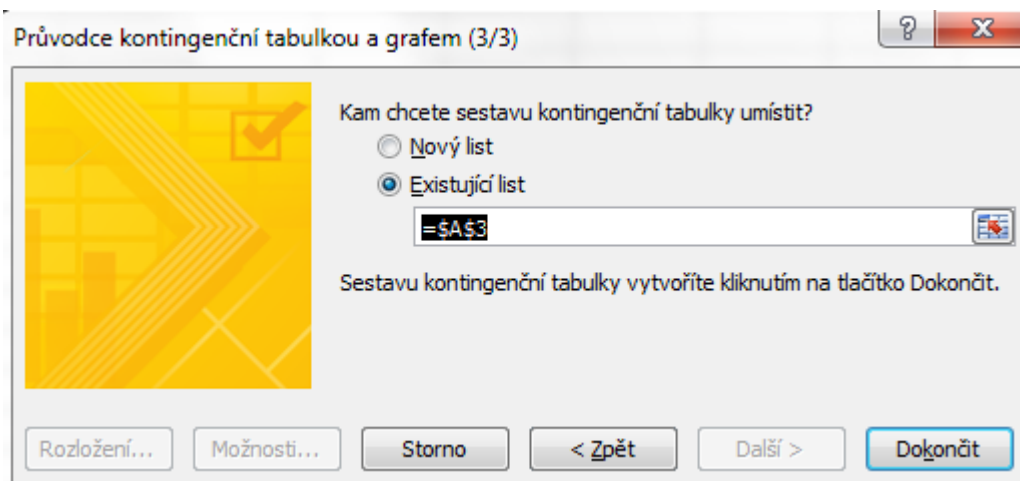 Průvodce kontingenční tabulkou a grafem (3/3)
Kam chcete sestavu kontingenční tabulky umístit?
Nový list
Existující list
=$A$3
Sestavu kontingenční tabulky vytvoříte kliknutím na tlačítko Dokončit.
Rozložení... Možnosti... Storno < Zpět Další > Dokončit